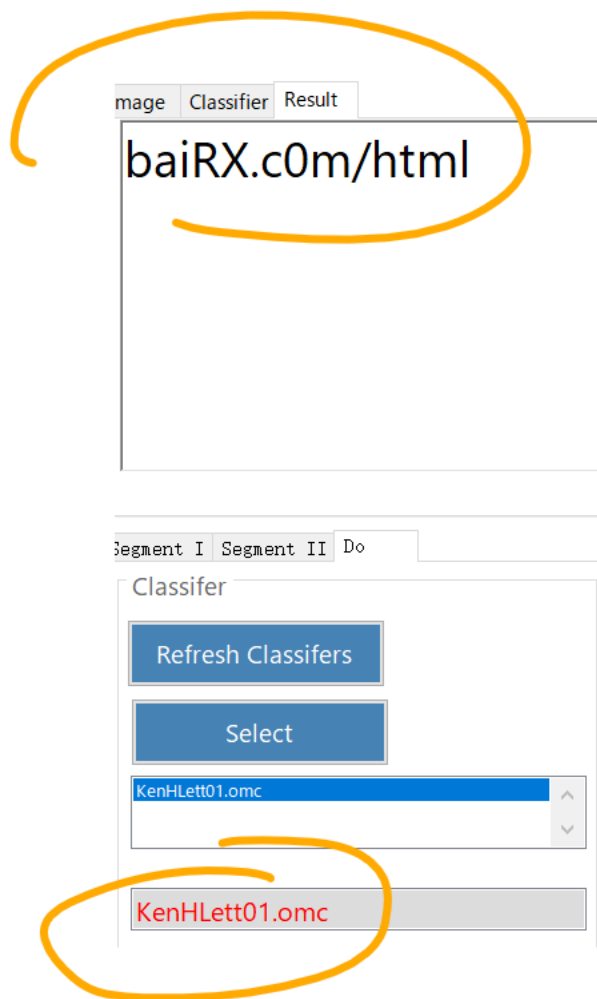 mage Classifier Result
baiRX.c0m/html
Segment I Segment II Do
Classifer
Refresh Classifers
Select
KenHLett01.omc
KenHLett01.omc